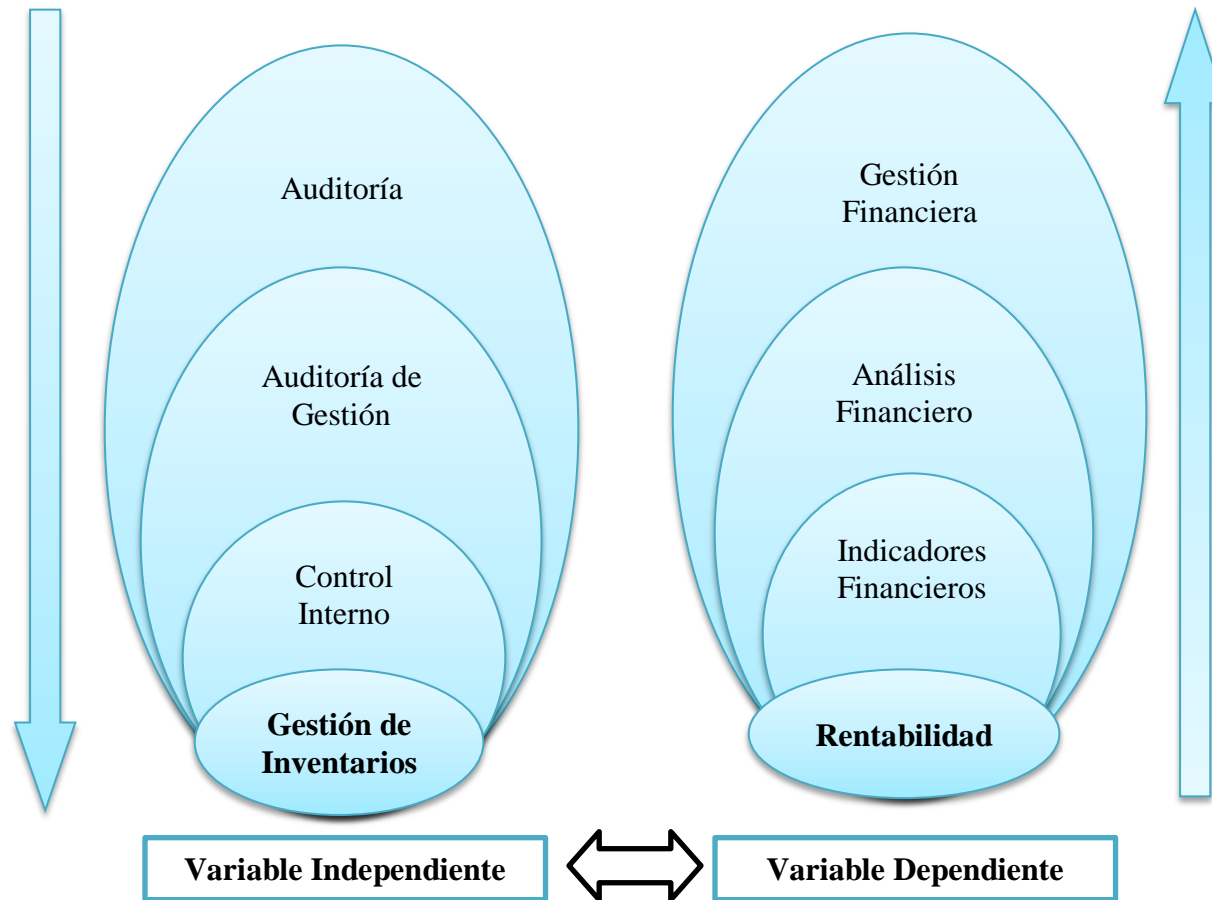 Auditoría
Auditoría de
Gestión
Control
Interno
Gestión de
Inventarios
Variable Independiente
Gestión
Financiera
Análisis
Financiero
Indicadores
Financieros
Rentabilidad
Variable Dependiente